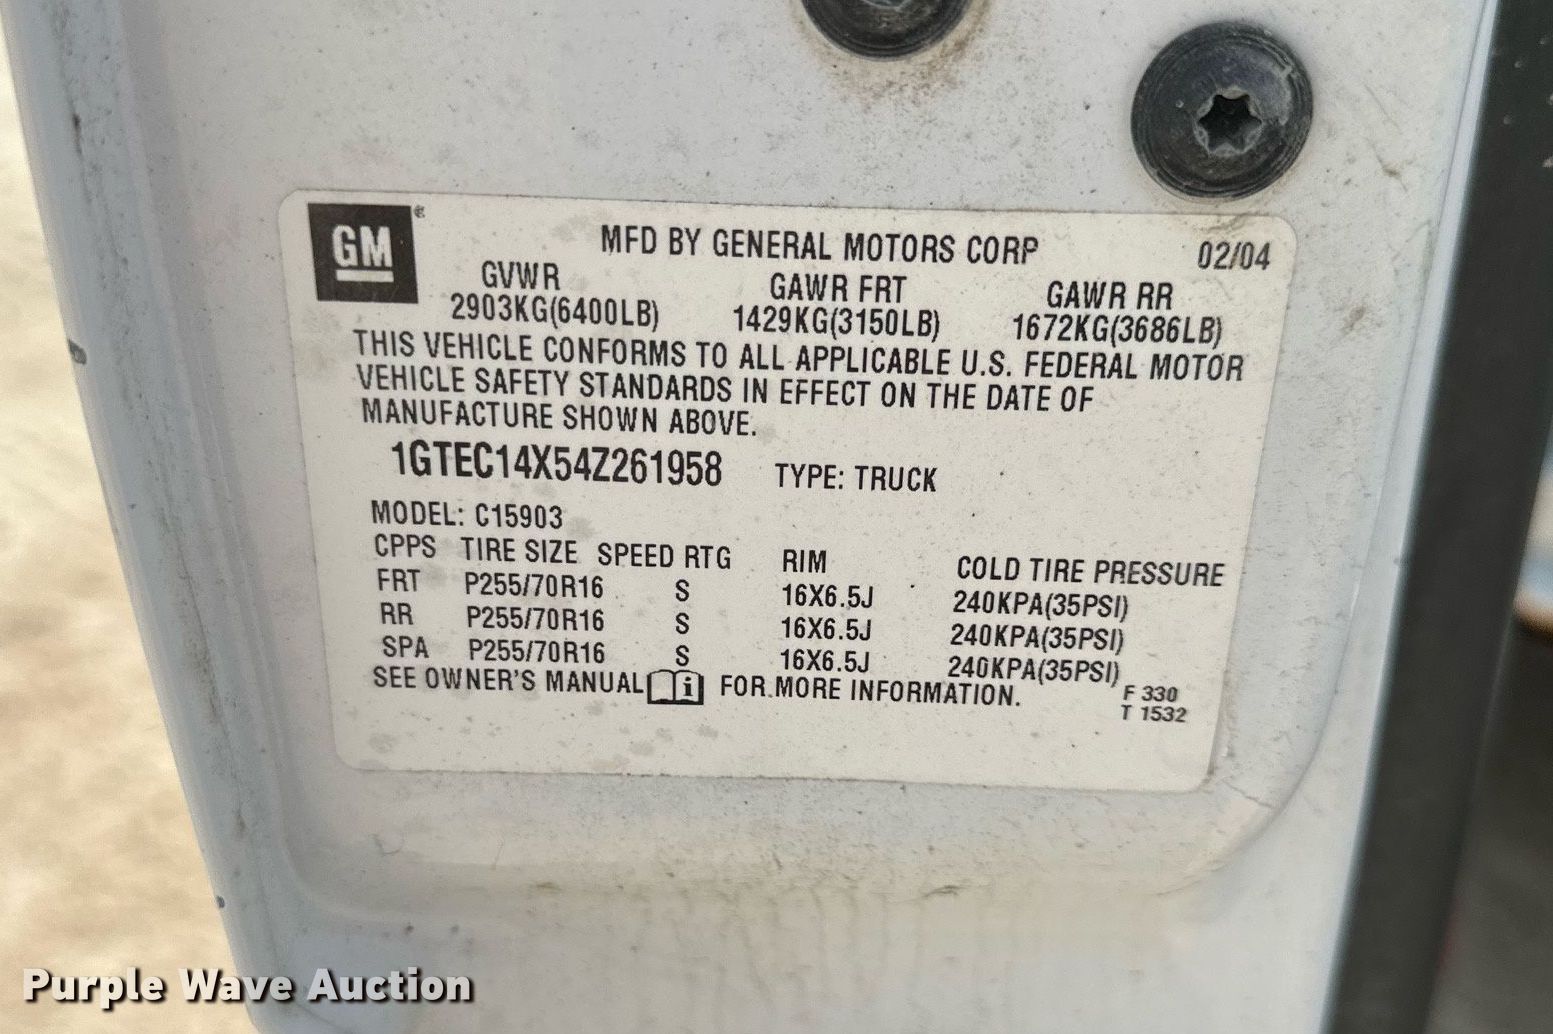 GM
MFD BY GENERAL MOTORS CORP 02/04
GVWR GAWR FRT GAWR RR
2903KG(6400LB) 1429KG(3150LB) 1672KG(3686LB)
THIS VEHICLE CONFORMS TO ALL APPLICABLE U.S. FEDERAL MOTOR
VEHICLE SAFETY STANDARDS IN EFFECT ON THE DATE OF
MANUFACTURE SHOWN ABOVE.
1GTEC14X54Z261958 TYPE: TRUCK
MODEL: C15903
CPPS TIRE SIZE SPEED RTG RIM COLD TIRE PRESSURE
FRT P255/70R16 S 16X6.5J 240KPA(35PSI)
RR P255/70R16 S 16X6.5J 240KPA(35PSI)
SPA P255/70R16 S 16X6.5J 240KPA(35PSI)
SEE OWNER'S MANUAL i FOR MORE INFORMATION.
F 330
T 1532
Purple Wave Auction